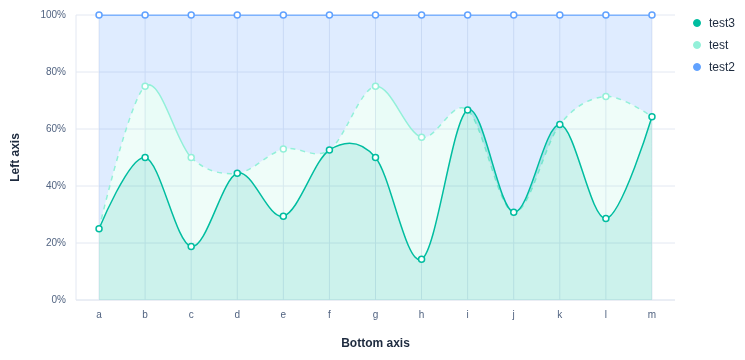 100%
80%
60%
40%
20%
0%
Left axis
a b c d e f g h i j k l m
Bottom axis
test3
test
test2